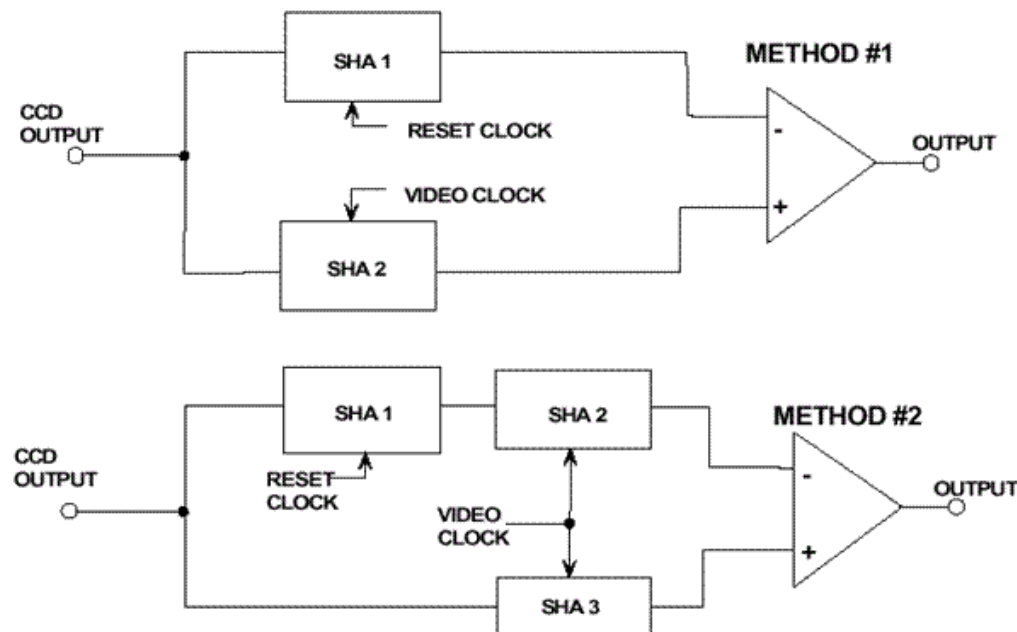 METHOD #1
SHA 1
CCD
OUTPUT
RESET CLOCK
-
OUTPUT
VIDEO CLOCK
+
SHA 2
METHOD #2
SHA 1
SHA 2
CCD
OUTPUT
RESET
CLOCK
-
OUTPUT
VIDEO
CLOCK
+
SHA 3